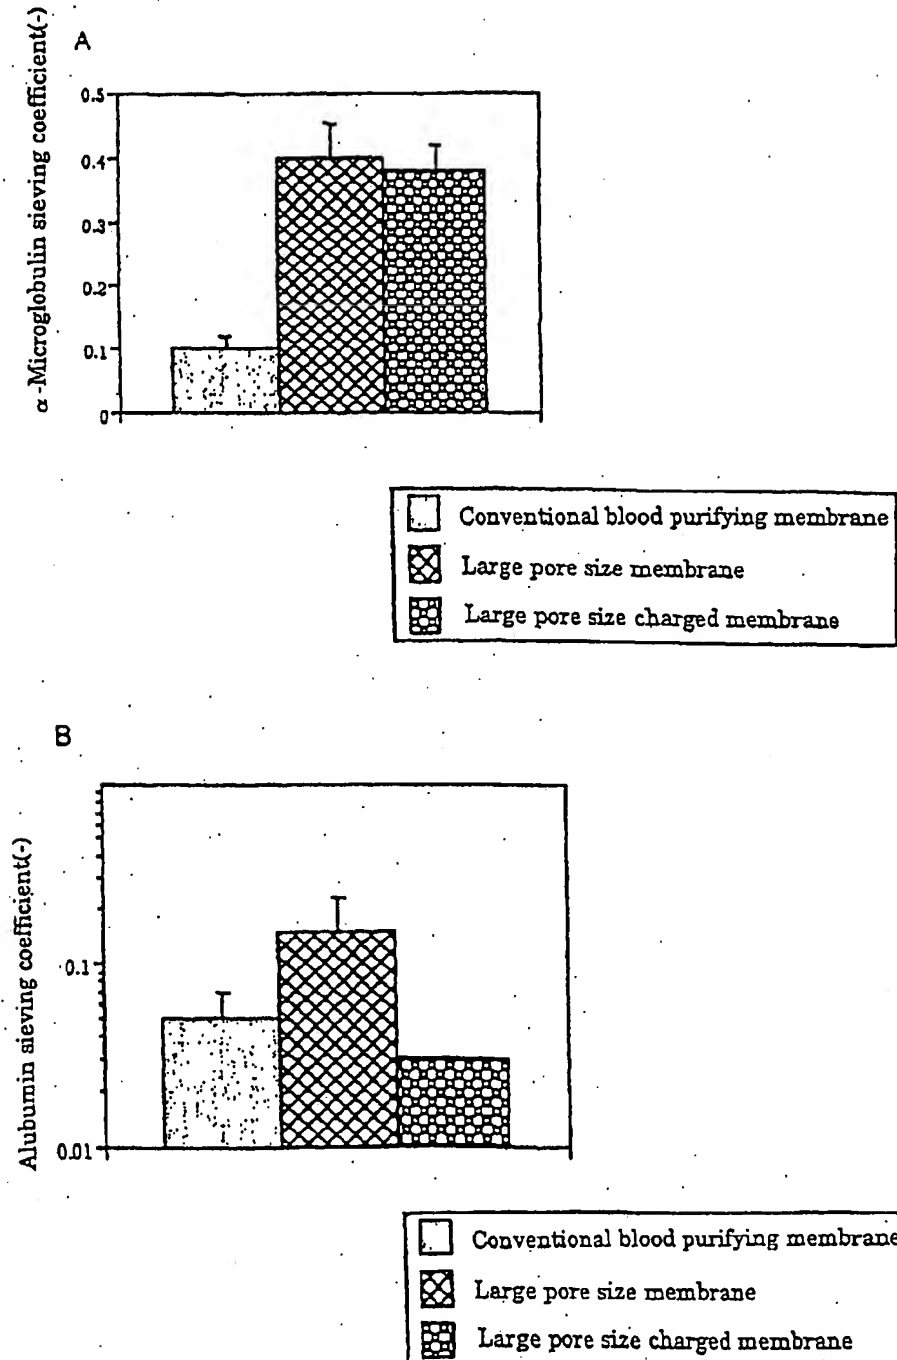 A
α-Microglobulin sieving coefficient(-)
0.5
0.4
0.3
0.2
0.1
0
Conventional blood purifying membrane
Large pore size membrane
Large pore size charged membrane
B
Alubumin sieving coefficient(-)
0.1
0.01
Conventional blood purifying membrane
Large pore size membrane
Large pore size charged membrane